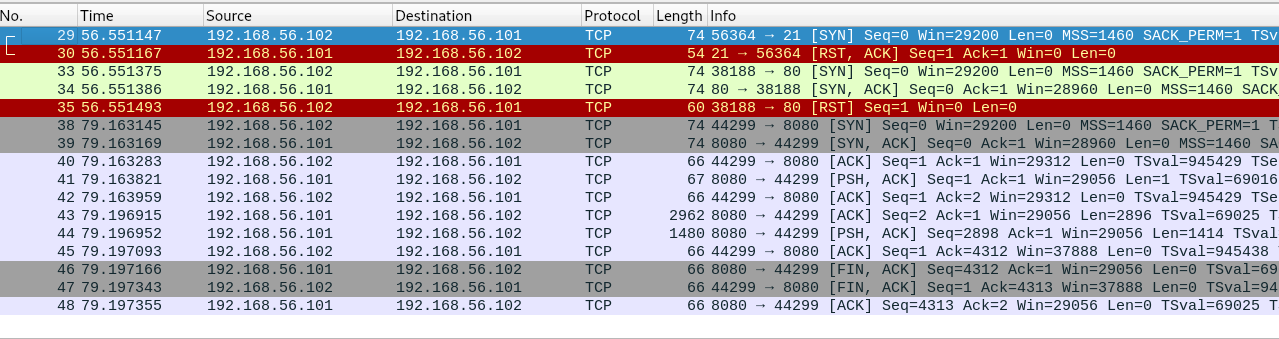 No. Time Source Destination Protocol Length Info
29 56.551147 192.168.56.102 192.168.56.101 TCP 74 56364 → 21 [SYN] Seq=0 Win=29200 Len=0 MSS=1460 SACK_PERM=1 TSv
30 56.551167 192.168.56.101 192.168.56.102 TCP 54 21 → 56364 [RST, ACK] Seq=1 Ack=1 Win=0 Len=0
33 56.551375 192.168.56.102 192.168.56.101 TCP 74 38188 → 80 [SYN] Seq=0 Win=29200 Len=0 MSS=1460 SACK_PERM=1 TSv
34 56.551386 192.168.56.101 192.168.56.102 TCP 74 80 → 38188 [SYN, ACK] Seq=0 Ack=1 Win=28960 Len=0 MSS=1460 SACK
35 56.551493 192.168.56.102 192.168.56.101 TCP 60 38188 → 80 [RST] Seq=1 Win=0 Len=0
38 79.163145 192.168.56.102 192.168.56.101 TCP 74 44299 → 8080 [SYN] Seq=0 Win=29200 Len=0 MSS=1460 SACK_PERM=1 T
39 79.163169 192.168.56.101 192.168.56.102 TCP 74 8080 → 44299 [SYN, ACK] Seq=0 Ack=1 Win=28960 Len=0 MSS=1460 SA
40 79.163283 192.168.56.102 192.168.56.101 TCP 66 44299 → 8080 [ACK] Seq=1 Ack=1 Win=29312 Len=0 TSval=945429 TSe
41 79.163821 192.168.56.101 192.168.56.102 TCP 67 8080 → 44299 [PSH, ACK] Seq=1 Ack=1 Win=29056 Len=1 TSval=69016
42 79.163959 192.168.56.102 192.168.56.101 TCP 66 44299 → 8080 [ACK] Seq=1 Ack=2 Win=29312 Len=0 TSval=945429 TSe
43 79.196915 192.168.56.101 192.168.56.102 TCP 2962 8080 → 44299 [ACK] Seq=2 Ack=1 Win=29056 Len=2896 TSval=69025 T
44 79.196952 192.168.56.101 192.168.56.102 TCP 1480 8080 → 44299 [PSH, ACK] Seq=2898 Ack=1 Win=29056 Len=1414 TSval
45 79.197093 192.168.56.102 192.168.56.101 TCP 66 44299 → 8080 [ACK] Seq=1 Ack=4312 Win=37888 Len=0 TSval=945438
46 79.197166 192.168.56.101 192.168.56.102 TCP 66 8080 → 44299 [FIN, ACK] Seq=4312 Ack=1 Win=29056 Len=0 TSval=69
47 79.197343 192.168.56.102 192.168.56.101 TCP 66 44299 → 8080 [FIN, ACK] Seq=1 Ack=4313 Win=37888 Len=0 TSval=94
48 79.197355 192.168.56.101 192.168.56.102 TCP 66 8080 → 44299 [ACK] Seq=4313 Ack=2 Win=29056 Len=0 TSval=69025 T